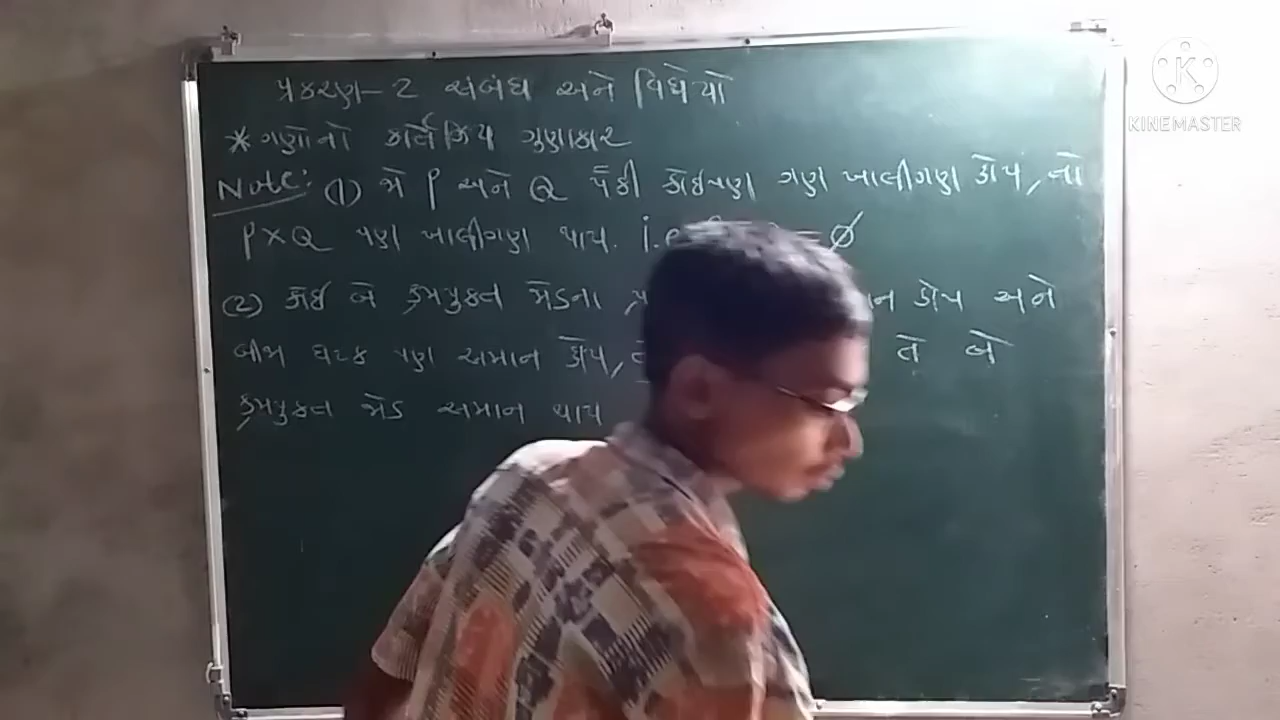 પ્રકરણ-2 સંબંધ અને વિધેયો
*ગણોનો કાર્તેઝિય ગુણાકાર
Note: (1) જો P અને Q પૈકી કોઈપણ ગણ ખાલીગણ હોય, તો
P×Q પણ ખાલીગણ થાય. i.e = Ø
(2) કોઈ બે ક્રમયુક્ત જોડના હોય અને
બીજા ઘટક પણ સમાન હોય, તે બે
ક્રમયુક્ત જોડ સમાન થાય
KINEMASTER